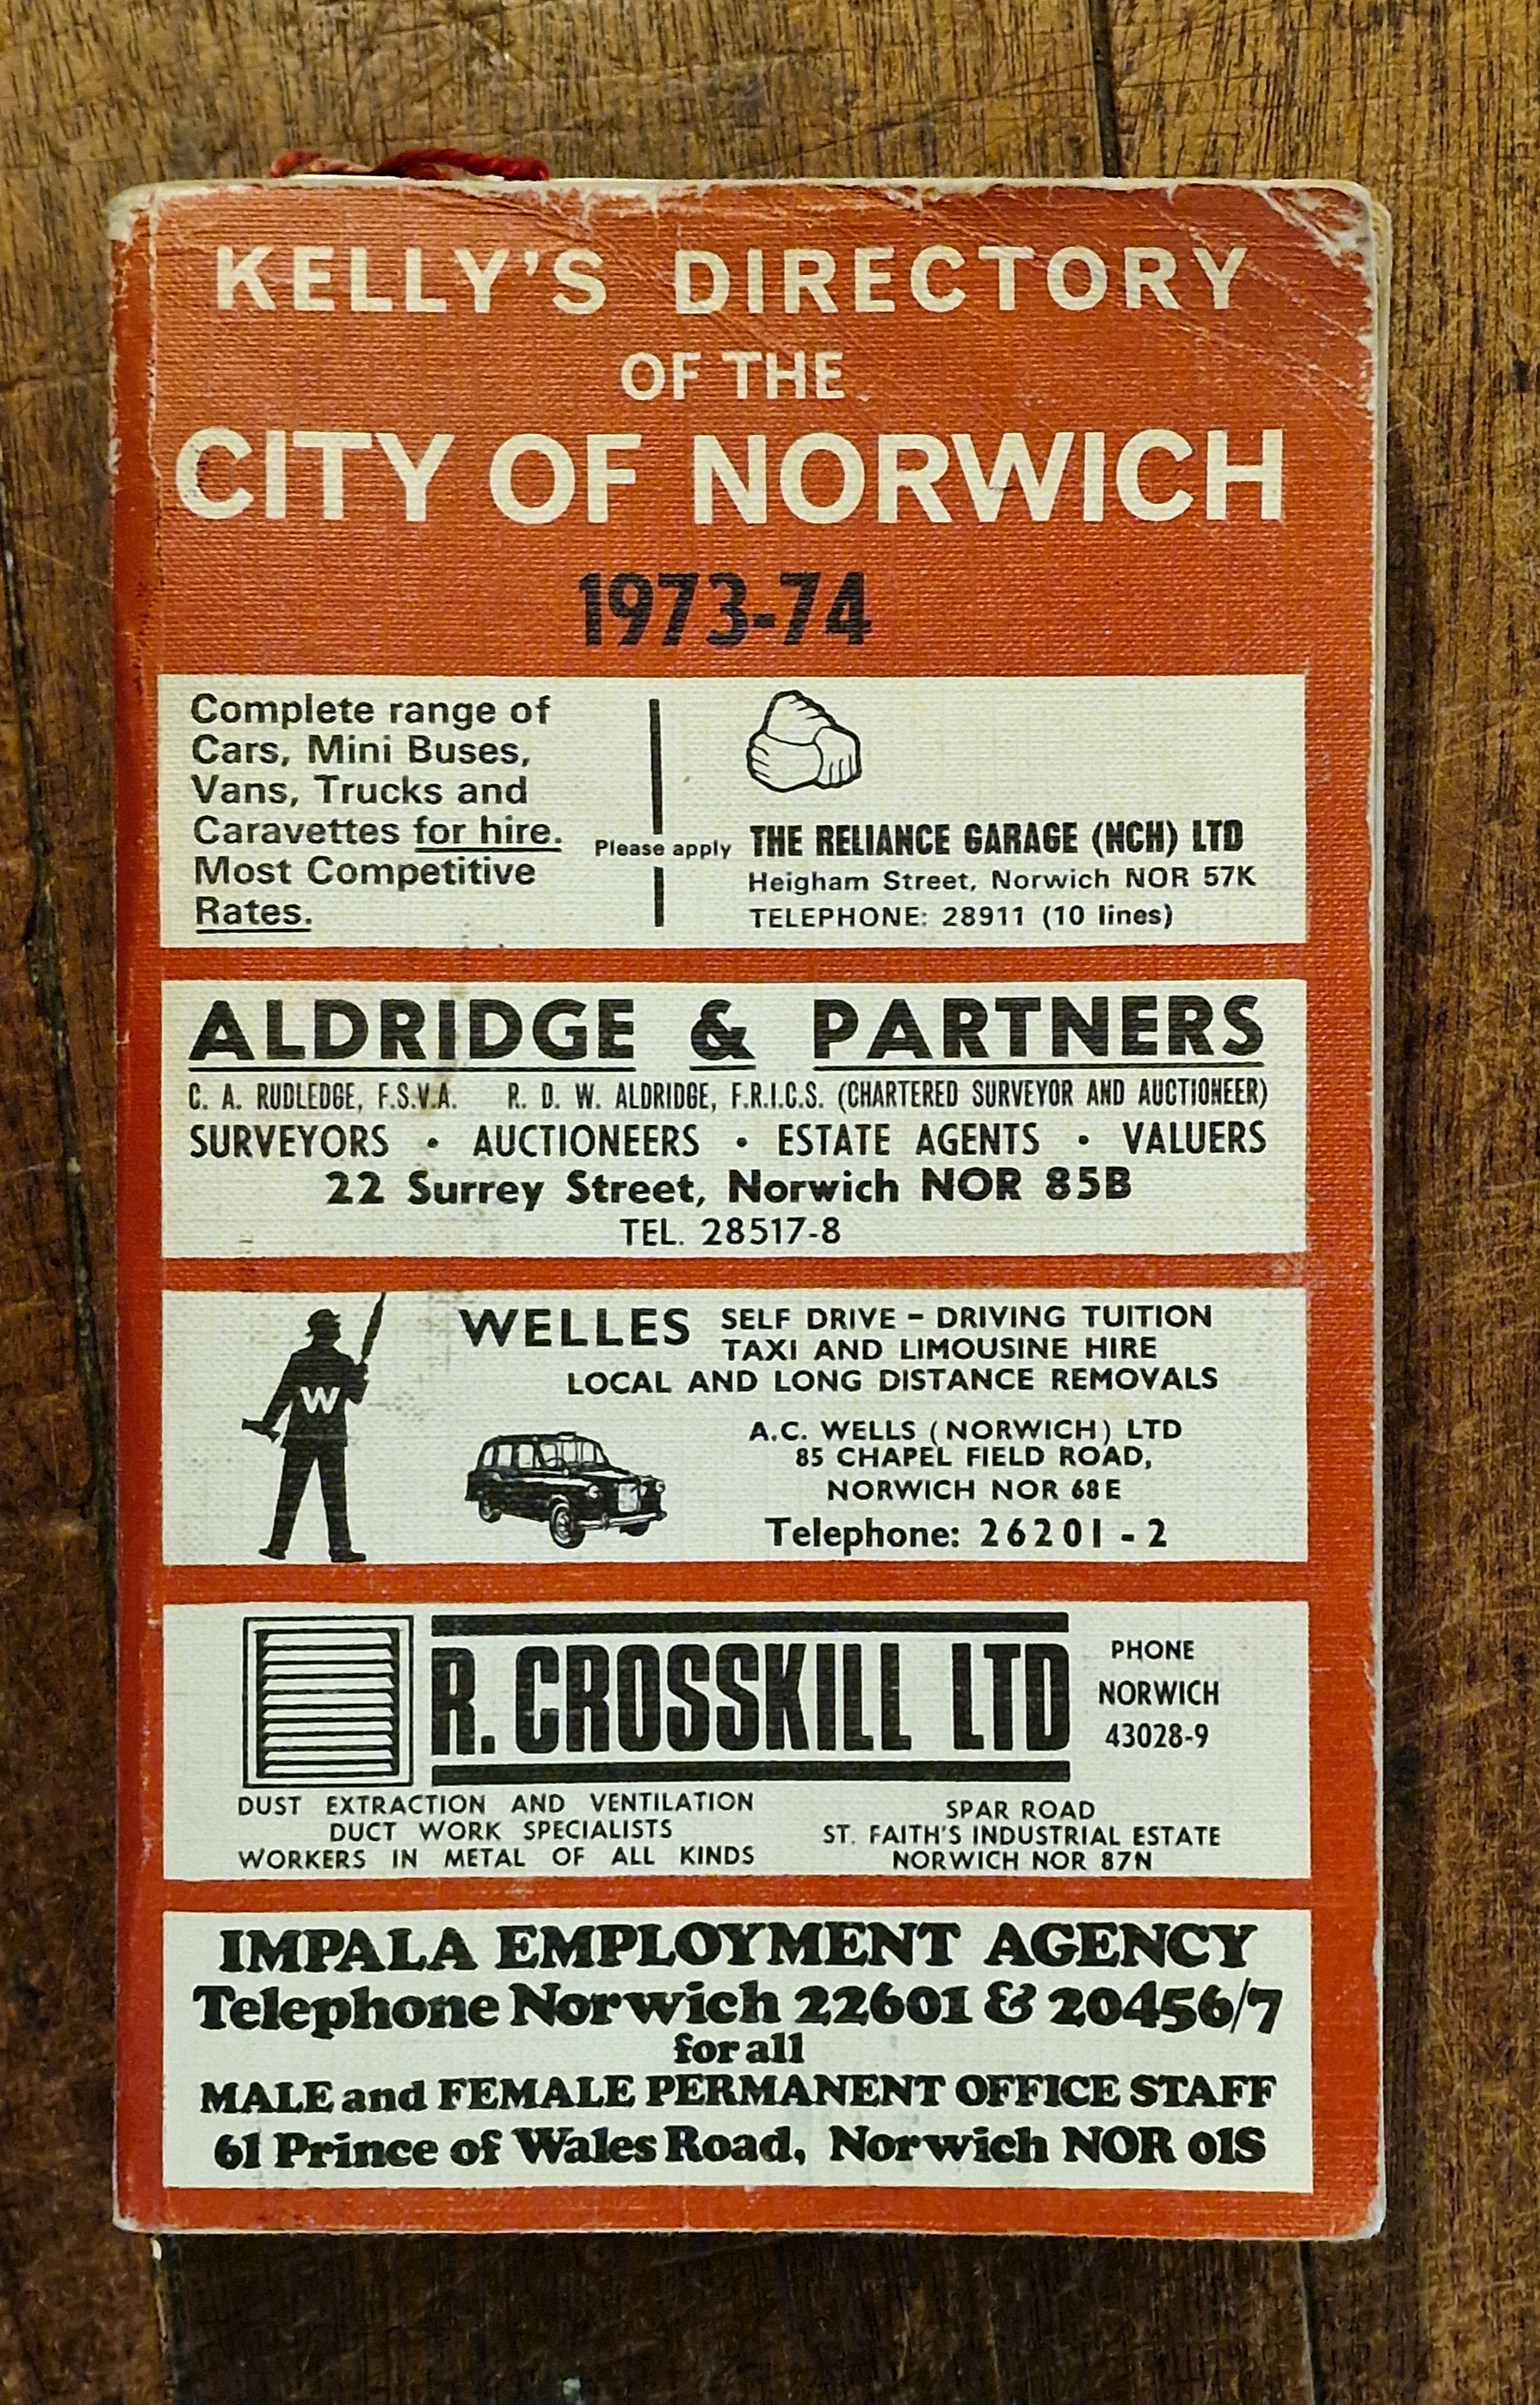 KELLY'S DIRECTORY
OF THE
CITY OF NORWICH
1973-74
Complete range of
Cars, Mini Buses,
Vans, Trucks and
Caravettes for hire.
Most Competitive
Rates.
Please apply
THE RELIANCE GARAGE (NCH) LTD
Heigham Street, Norwich NOR 57K
TELEPHONE: 28911 (10 lines)
ALDRIDGE & PARTNERS
C. A. RUDLEDGE, F.S.V.A. R. D. W. ALDRIDGE, F.R.I.C.S. (CHARTERED SURVEYOR AND AUCTIONEER)
SURVEYORS • AUCTIONEERS • ESTATE AGENTS • VALUERS
22 Surrey Street, Norwich NOR 85B
TEL. 28517-8
W
WELLES SELF DRIVE – DRIVING TUITION
TAXI AND LIMOUSINE HIRE
LOCAL AND LONG DISTANCE REMOVALS
A.C. WELLS (NORWICH) LTD
85 CHAPEL FIELD ROAD,
NORWICH NOR 68E
Telephone: 26201 - 2
R. CROSSKILL LTD
PHONE
NORWICH
43028-9
DUST EXTRACTION AND VENTILATION
DUCT WORK SPECIALISTS
WORKERS IN METAL OF ALL KINDS
SPAR ROAD
ST. FAITH'S INDUSTRIAL ESTATE
NORWICH NOR 87N
IMPALA EMPLOYMENT AGENCY
Telephone Norwich 22601 & 20456/7
for all
MALE and FEMALE PERMANENT OFFICE STAFF
61 Prince of Wales Road, Norwich NOR 01S